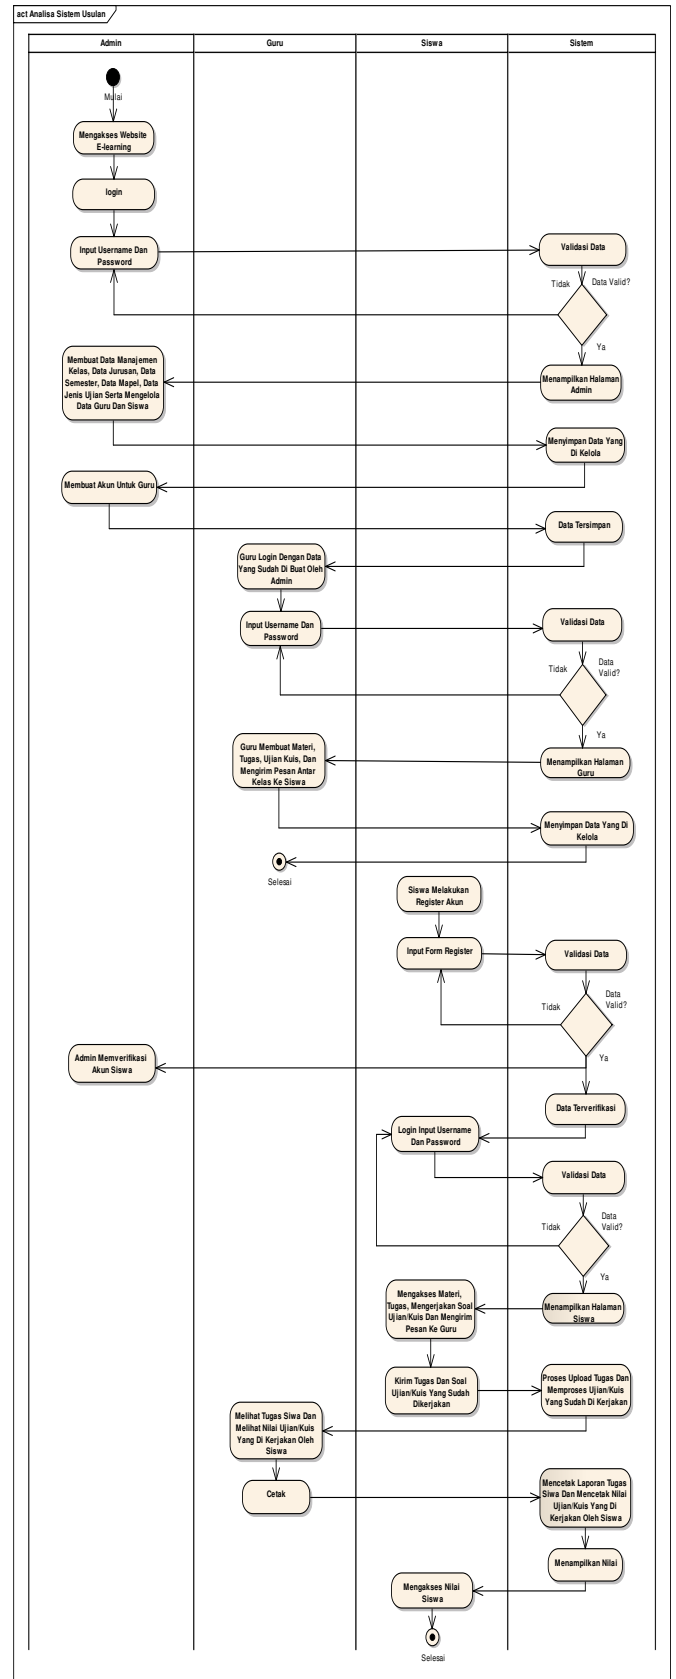 act Analisa Sistem Usulan
Admin
Guru
Siswa
Sistem
Mulai
Mengakses Website
E-learning
login
Input Username Dan
Password
Validasi Data
Tidak
Data Valid?
Ya
Menampilkan Halaman
Admin
Membuat Data Manajemen
Kelas, Data Jurusan, Data
Semester, Data Mapel, Data
Jenis Ujian Serta Mengelola
Data Guru Dan Siswa
Menyimpan Data Yang
Di Kelola
Membuat Akun Untuk Guru
Data Tersimpan
Guru Login Dengan Data
Yang Sudah Di Buat Oleh
Admin
Input Username Dan
Password
Validasi Data
Tidak
Data
Valid?
Ya
Menampilkan Halaman
Guru
Guru Membuat Materi,
Tugas, Ujian Kuis, Dan
Mengirim Pesan Antar
Kelas Ke Siswa
Menyimpan Data Yang Di
Kelola
Selesai
Siswa Melakukan
Register Akun
Input Form Register
Validasi Data
Tidak
Data
Valid?
Ya
Admin Memverifikasi
Akun Siswa
Data Terverifikasi
Login Input Username
Dan Password
Validasi Data
Tidak
Data
Valid?
Ya
Menampilkan Halaman
Siswa
Mengakses Materi,
Tugas, Mengerjakan Soal
Ujian/Kuis Dan Mengirim
Pesan Ke Guru
Kirim Tugas Dan Soal
Ujian/Kuis Yang Sudah
Dikerjakan
Proses Upload Tugas Dan
Memproses Ujian/Kuis
Yang Sudah Di Kerjakan
Melihat Tugas Siwa Dan
Melihat Nilai Ujian/Kuis
Yang Di Kerjakan Oleh
Siswa
Cetak
Mencetak Laporan Tugas
Siwa Dan Mencetak Nilai
Ujian/Kuis Yang Di
Kerjakan Oleh Siswa
Menampilkan Nilai
Mengakses Nilai
Siswa
Selesai